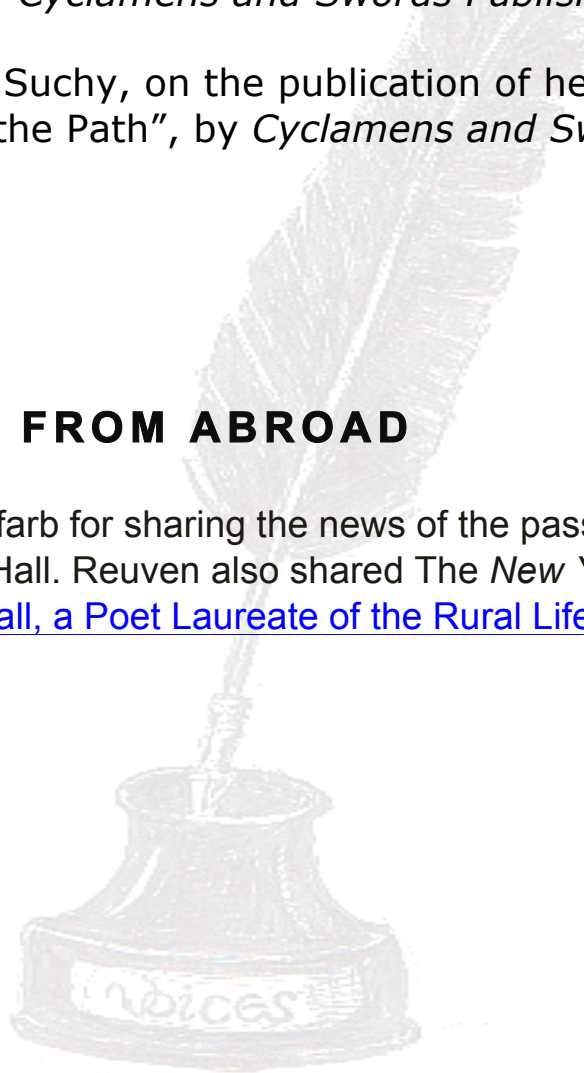 Cyclamens and Swords Publish
Suchy, on the publication of he
the Path”, by Cyclamens and Sw
FROM ABROAD
farb for sharing the news of the pass
Hall. Reuven also shared The New Y
all, a Poet Laureate of the Rural Life
VOICES